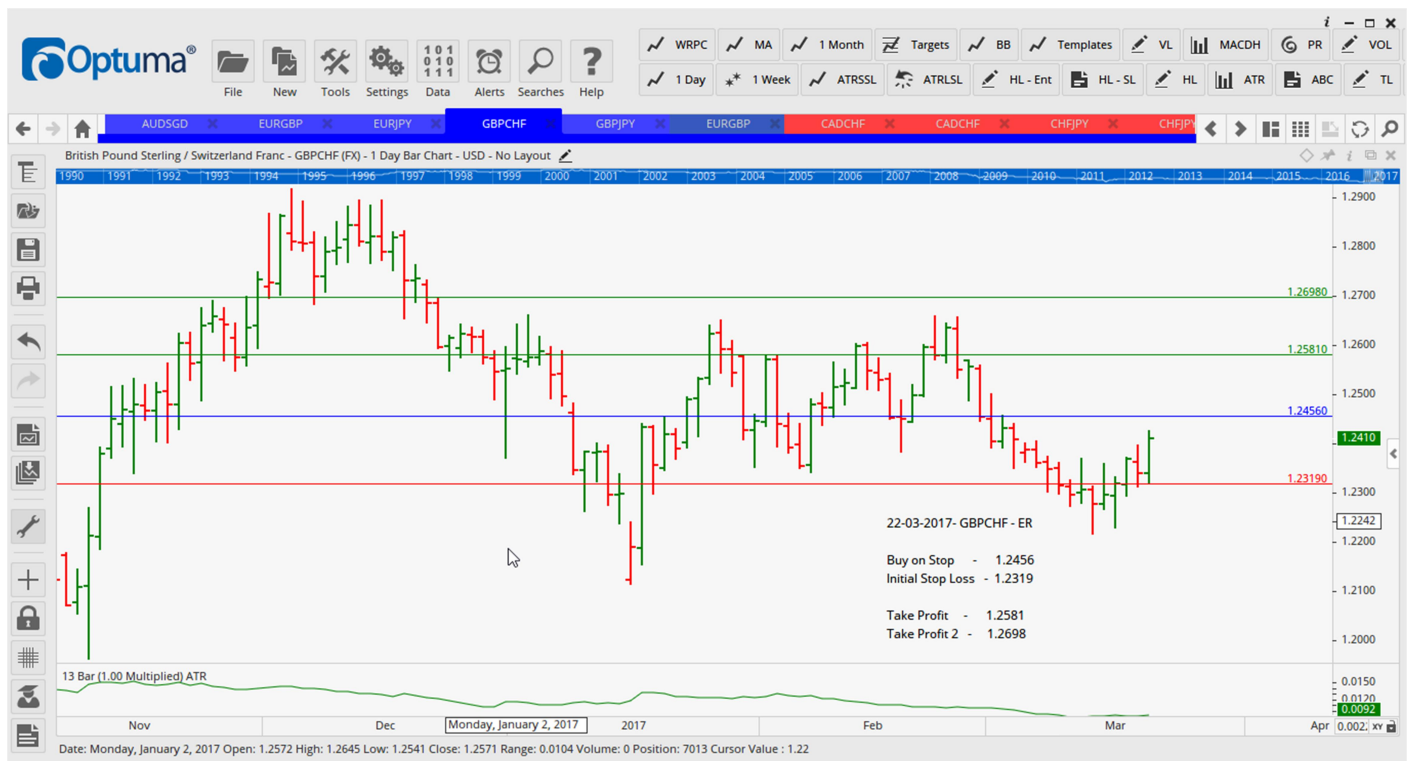 Optuma®
File
New
Tools
Settings
101
010
111
Data
Alerts
Searches
Help
WRPC
MA
1 Month
Targets
BB
Templates
VL
MACDH
PR
VOL
1 Day
1 Week
ATRSSL
ATRLSL
HL - Ent
HL - SL
HL
ATR
ABC
TL
AUDSGD
EURGBP
EURJPY
GBPCHF
GBPJPY
EURGBP
CADCHF
CADCHF
CHFJPY
CHFJPY
British Pound Sterling / Switzerland Franc - GBPCHF (FX) - 1 Day Bar Chart - USD - No Layout
1990 1991 1992 1993 1994 1995 1996 1997 1998 1999 2000 2001 2002 2003 2004 2005 2006 2007 2008 2009 2010 2011 2012 2013 2014 2015 2016 2017
1.2900
1.2800
1.26980
1.2700
1.2600
1.25810
1.2500
1.24560
1.2410
1.23190
1.2300
1.2242
1.2200
1.2100
1.2000
22-03-2017- GBPCHF - ER
Buy on Stop - 1.2456
Initial Stop Loss - 1.2319
Take Profit - 1.2581
Take Profit 2 - 1.2698
13 Bar (1.00 Multiplied) ATR
0.0150
0.0120
0.0092
Nov Dec Monday, January 2, 2017 2017 Feb Mar Apr 0.002 XY
Date: Monday, January 2, 2017 Open: 1.2572 High: 1.2645 Low: 1.2541 Close: 1.2571 Range: 0.0104 Volume: 0 Position: 7013 Cursor Value : 1.22